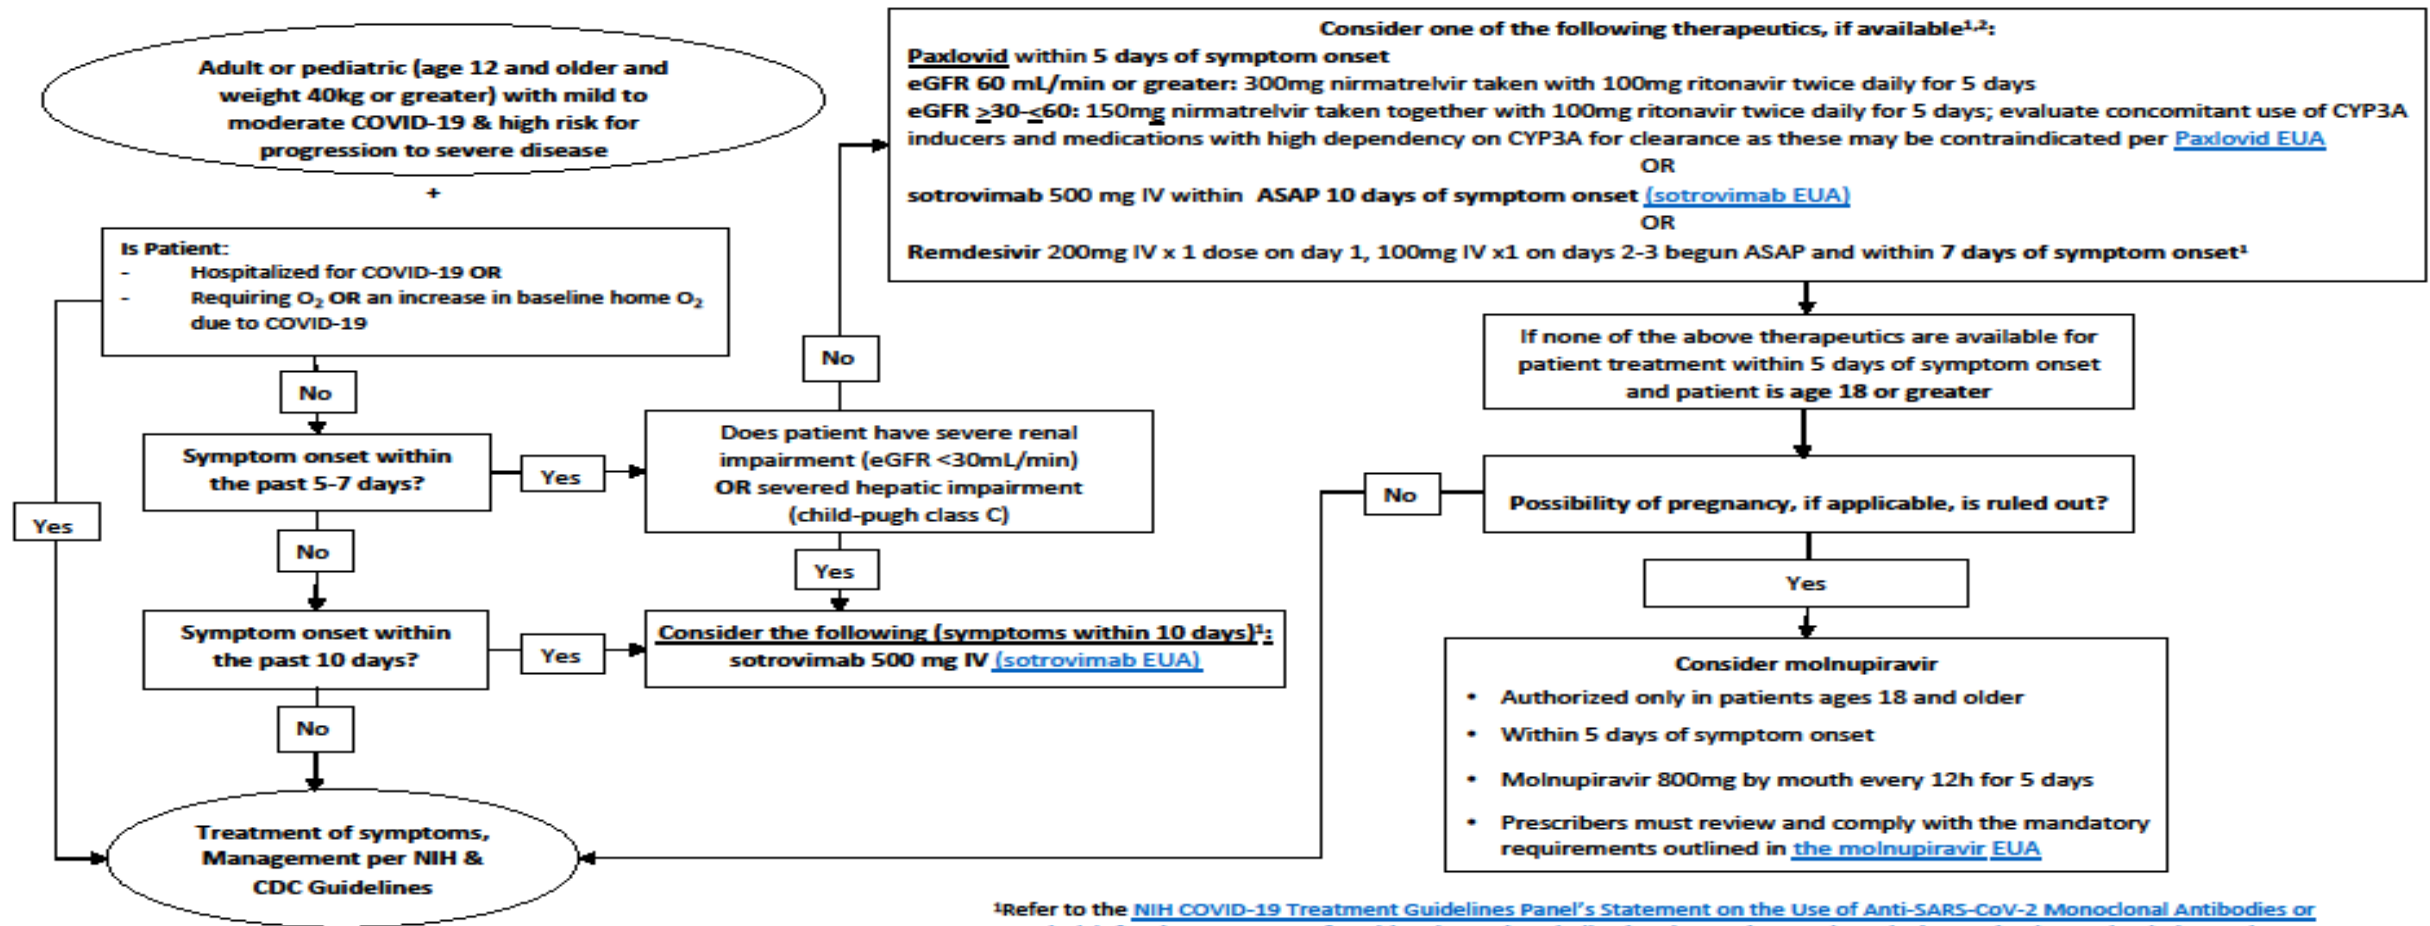 Adult or pediatric (age 12 and older and
weight 40kg or greater) with mild to
moderate COVID-19 & high risk for
progression to severe disease
+
Is Patient:
- Hospitalized for COVID-19 OR
- Requiring O₂ OR an increase in baseline home O₂
due to COVID-19
Yes
No
Symptom onset within
the past 5-7 days?
Yes
No
Symptom onset within
the past 10 days?
Yes
No
Treatment of symptoms,
Management per NIH &
CDC Guidelines
Does patient have severe renal
impairment (eGFR <30mL/min)
OR severed hepatic impairment
(child-pugh class C)
No
Yes
Consider the following (symptoms within 10 days)¹:
sotrovimab 500 mg IV (sotrovimab EUA)
Consider one of the following therapeutics, if available¹,²:
Paxlovid within 5 days of symptom onset
eGFR 60 mL/min or greater: 300mg nirmatrelvir taken with 100mg ritonavir twice daily for 5 days
eGFR ≥30-≤60: 150mg nirmatrelvir taken together with 100mg ritonavir twice daily for 5 days; evaluate concomitant use of CYP3A
inducers and medications with high dependency on CYP3A for clearance as these may be contraindicated per Paxlovid EUA
OR
sotrovimab 500 mg IV within ASAP 10 days of symptom onset (sotrovimab EUA)
OR
Remdesivir 200mg IV x 1 dose on day 1, 100mg IV x1 on days 2-3 begun ASAP and within 7 days of symptom onset¹
If none of the above therapeutics are available for
patient treatment within 5 days of symptom onset
and patient is age 18 or greater
Possibility of pregnancy, if applicable, is ruled out?
No
Yes
Consider molnupiravir
• Authorized only in patients ages 18 and older
• Within 5 days of symptom onset
• Molnupiravir 800mg by mouth every 12h for 5 days
• Prescribers must review and comply with the mandatory
requirements outlined in the molnupiravir EUA
¹Refer to the NIH COVID-19 Treatment Guidelines Panel's Statement on the Use of Anti-SARS-CoV-2 Monoclonal Antibodies or